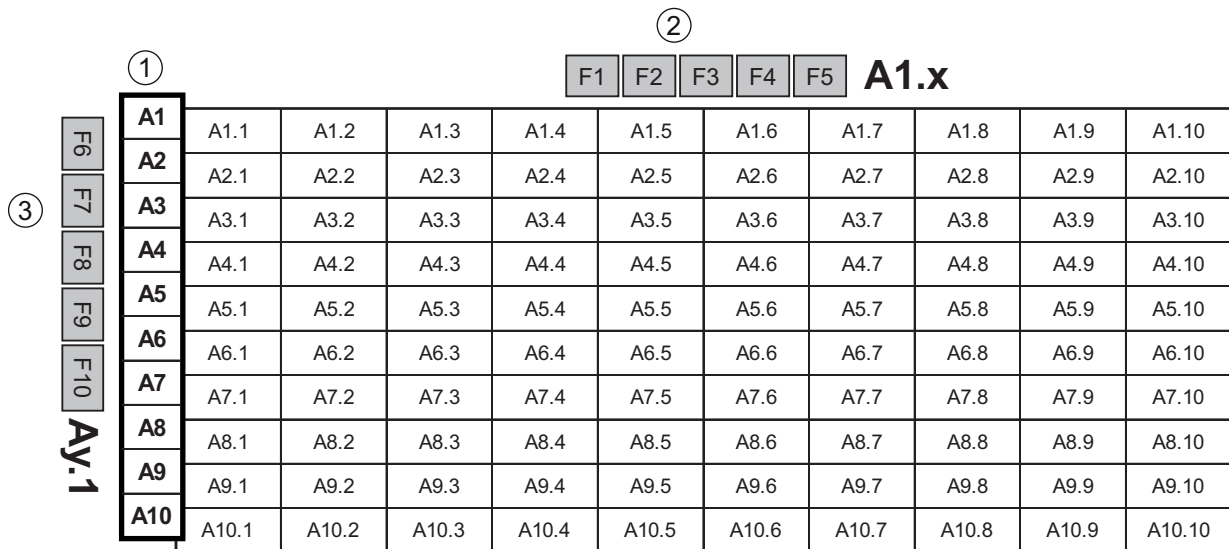 ②
① F1 F2 F3 F4 F5 A1.x
A1 A1.1 A1.2 A1.3 A1.4 A1.5 A1.6 A1.7 A1.8 A1.9 A1.10
A2 A2.1 A2.2 A2.3 A2.4 A2.5 A2.6 A2.7 A2.8 A2.9 A2.10
A3 A3.1 A3.2 A3.3 A3.4 A3.5 A3.6 A3.7 A3.8 A3.9 A3.10
A4 A4.1 A4.2 A4.3 A4.4 A4.5 A4.6 A4.7 A4.8 A4.9 A4.10
A5 A5.1 A5.2 A5.3 A5.4 A5.5 A5.6 A5.7 A5.8 A5.9 A5.10
A6 A6.1 A6.2 A6.3 A6.4 A6.5 A6.6 A6.7 A6.8 A6.9 A6.10
A7 A7.1 A7.2 A7.3 A7.4 A7.5 A7.6 A7.7 A7.8 A7.9 A7.10
A8 A8.1 A8.2 A8.3 A8.4 A8.5 A8.6 A8.7 A8.8 A8.9 A8.10
A9 A9.1 A9.2 A9.3 A9.4 A9.5 A9.6 A9.7 A9.8 A9.9 A9.10
A10 A10.1 A10.2 A10.3 A10.4 A10.5 A10.6 A10.7 A10.8 A10.9 A10.10
③
F6 F7 F8 F9 F10 Ay.1